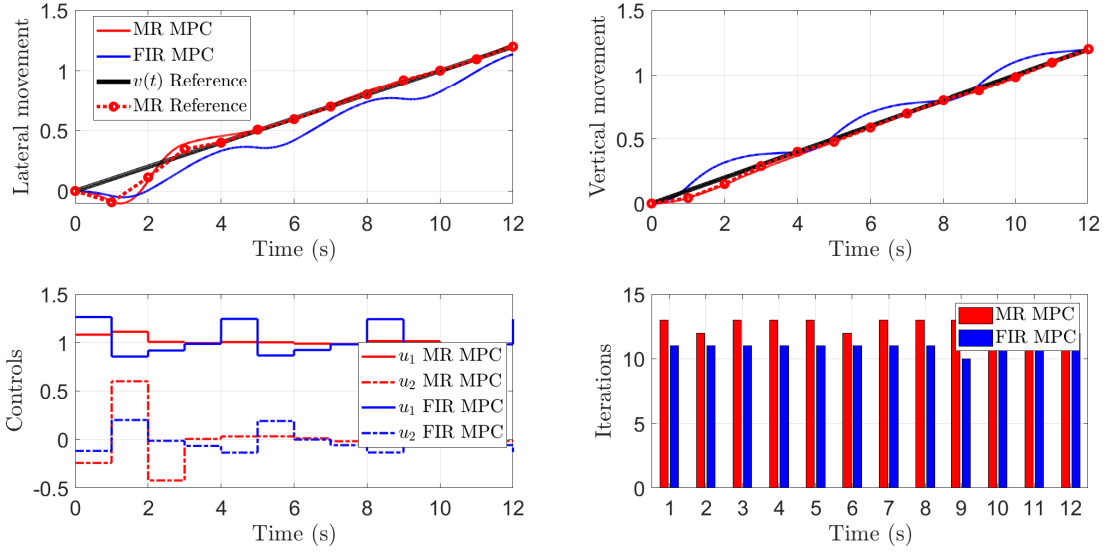 1.5
1
0.5
0
Lateral movement
MR MPC
FIR MPC
v(t) Reference
MR Reference
0 2 4 6 8 10 12
Time (s)
1.5
1
0.5
0
Vertical movement
0 2 4 6 8 10 12
Time (s)
1.5
1
0.5
0
-0.5
Controls
u1 MR MPC
u2 MR MPC
u1 FIR MPC
u2 FIR MPC
0 2 4 6 8 10 12
Time (s)
15
10
5
0
Iterations
MR MPC
FIR MPC
1 2 3 4 5 6 7 8 9 10 11 12
Time (s)